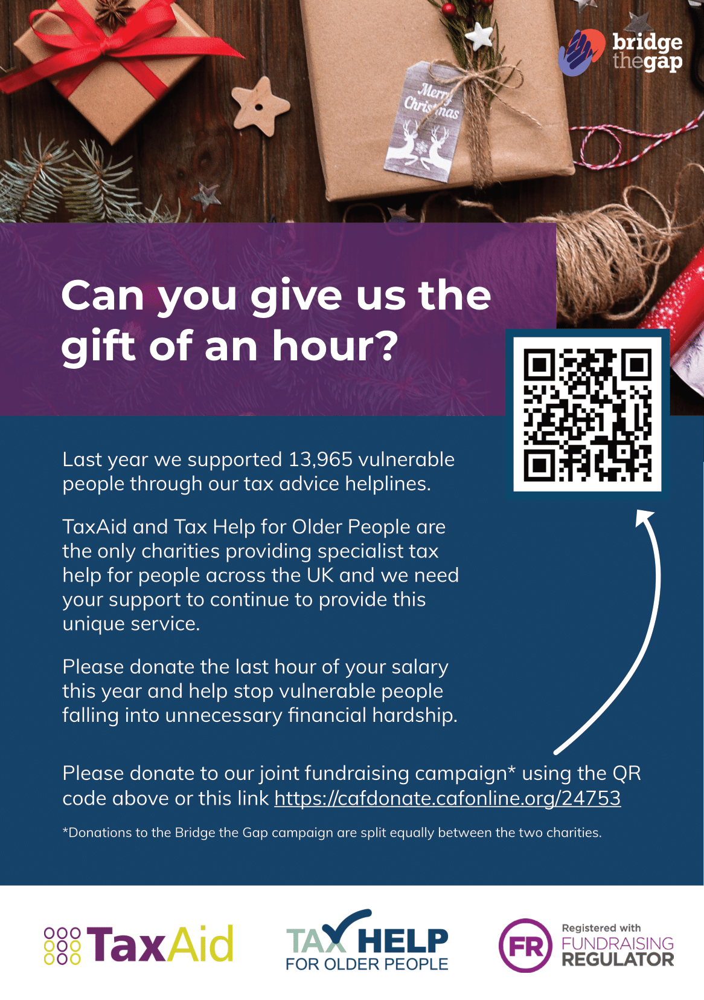 bridge
thegap
Merry
Christmas
Can you give us the
gift of an hour?
Last year we supported 13,965 vulnerable
people through our tax advice helplines.
TaxAid and Tax Help for Older People are
the only charities providing specialist tax
help for people across the UK and we need
your support to continue to provide this
unique service.
Please donate the last hour of your salary
this year and help stop vulnerable people
falling into unnecessary financial hardship.
Please donate to our joint fundraising campaign* using the QR
code above or this link https://cafdonate.cafonline.org/24753
*Donations to the Bridge the Gap campaign are split equally between the two charities.
TaxAid
TAX HELP
FOR OLDER PEOPLE
FR
Registered with
FUNDRAISING
REGULATOR